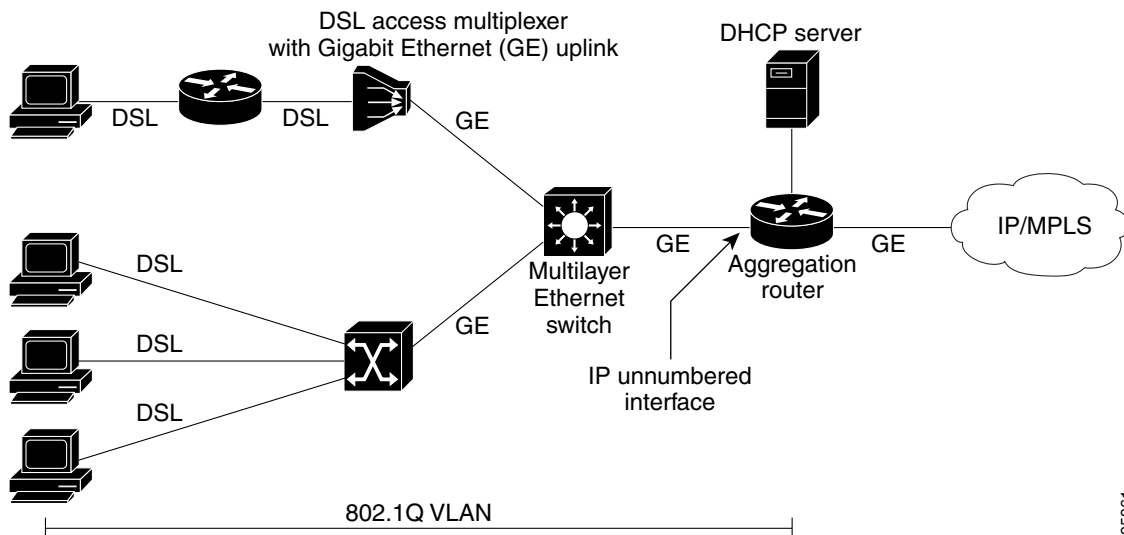 DSL access multiplexer
with Gigabit Ethernet (GE) uplink
DHCP server
DSL
DSL
GE
IP/MPLS
GE
GE
Aggregation
router
Multilayer
Ethernet
switch
DSL
GE
DSL
IP unnumbered
interface
DSL
802.1Q VLAN